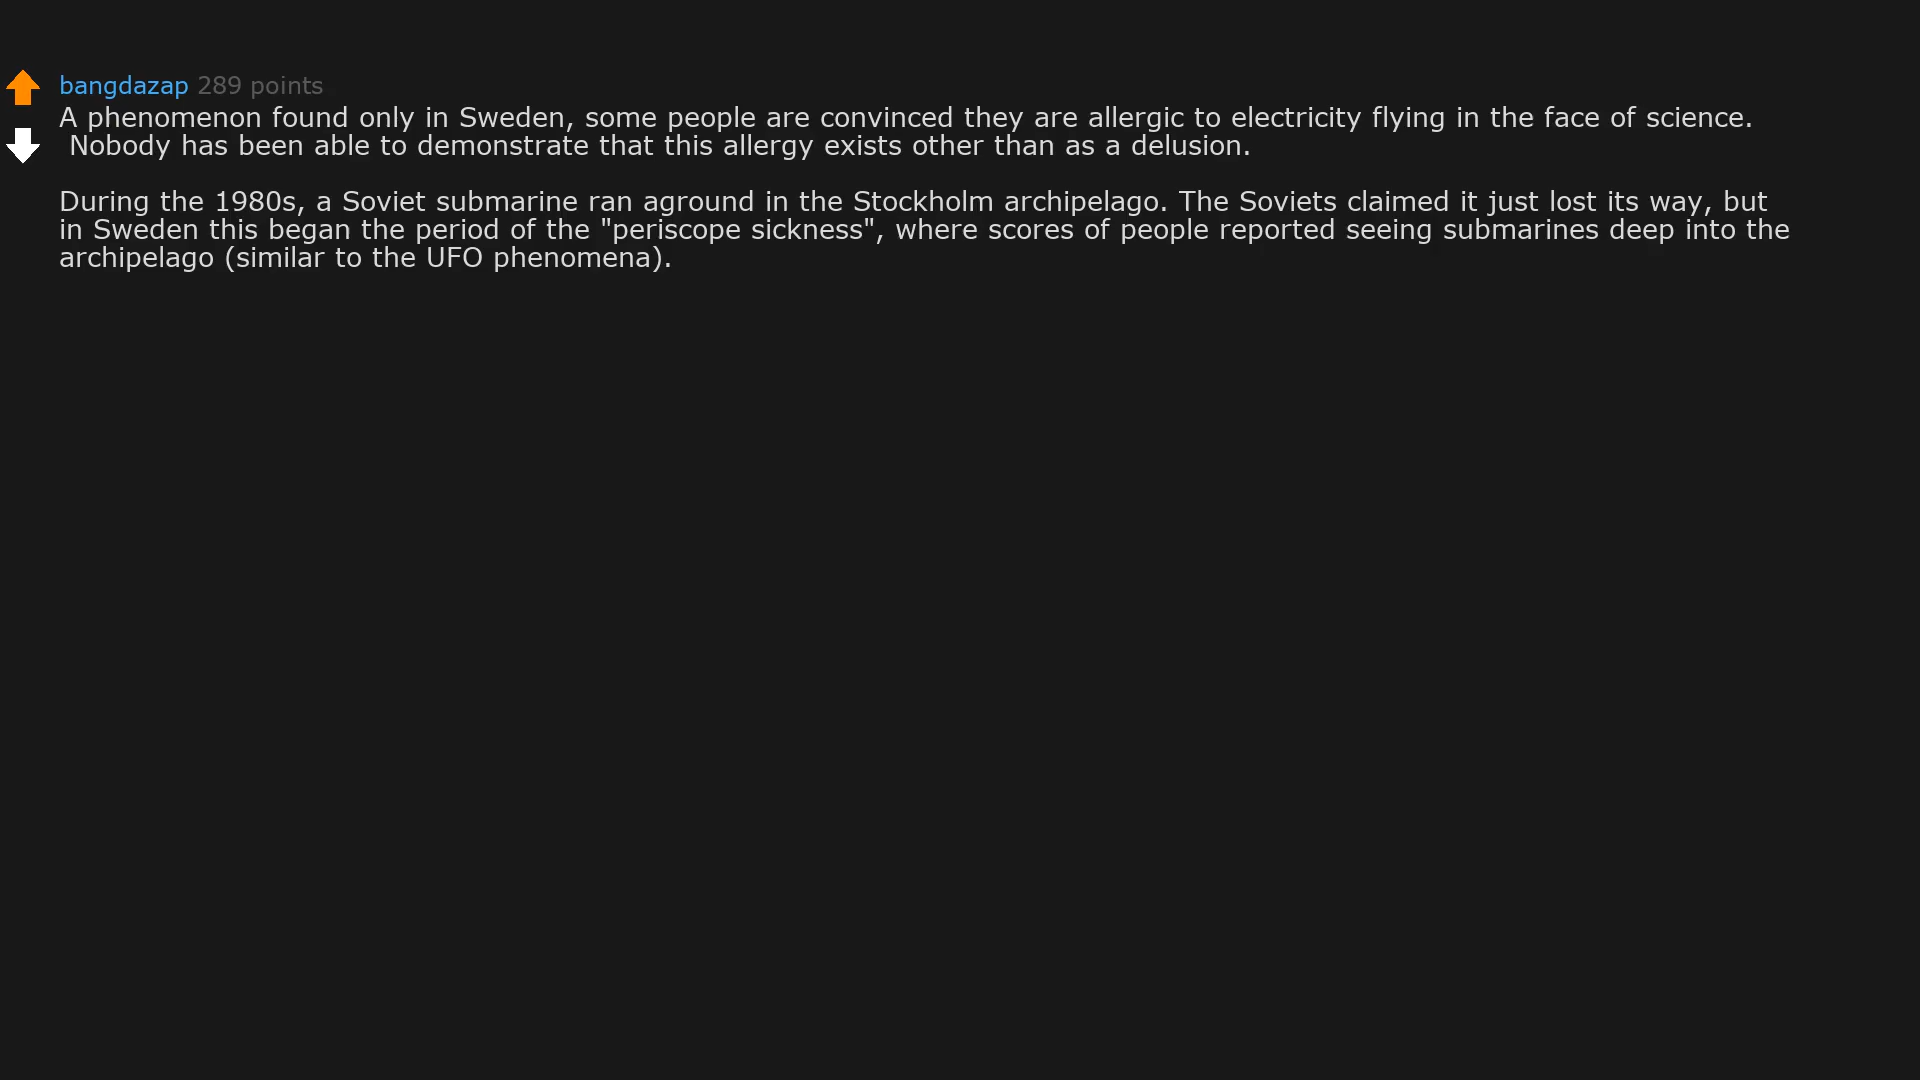 bangdazap 289 points
A phenomenon found only in Sweden, some people are convinced they are allergic to electricity flying in the face of science.
Nobody has been able to demonstrate that this allergy exists other than as a delusion.
During the 1980s, a Soviet submarine ran aground in the Stockholm archipelago. The Soviets claimed it just lost its way, but
in Sweden this began the period of the "periscope sickness", where scores of people reported seeing submarines deep into the
archipelago (similar to the UFO phenomena).